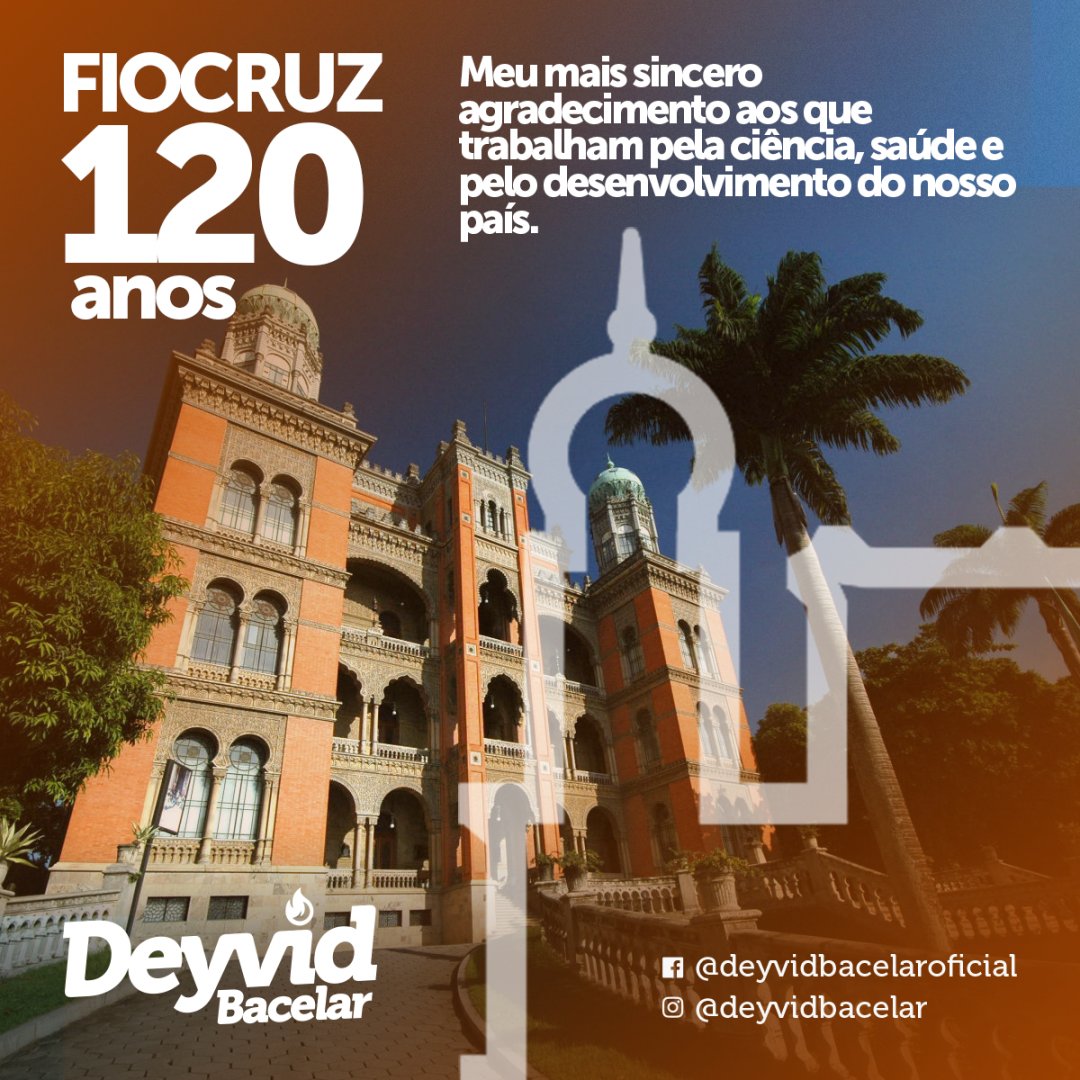 FIOCRUZ
120
anos
Meu mais sincero
agradecimento aos que
trabalham pela ciência, saúde e
pelo desenvolvimento do nosso
país.
Deyvid
Bacelar
@deyvidbacelaroficial
@deyvidbacelar